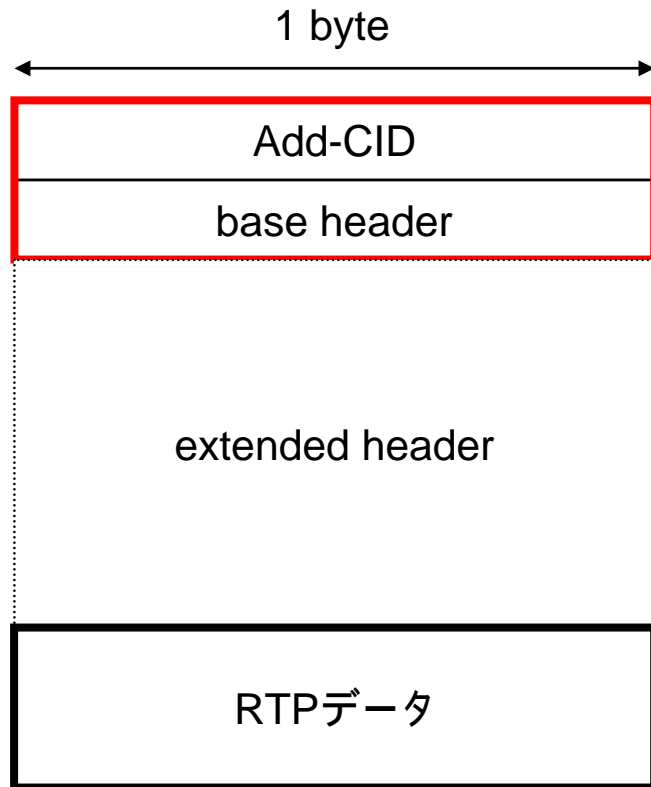 1 byte
Add-CID
base header
extended header
RTPデータ